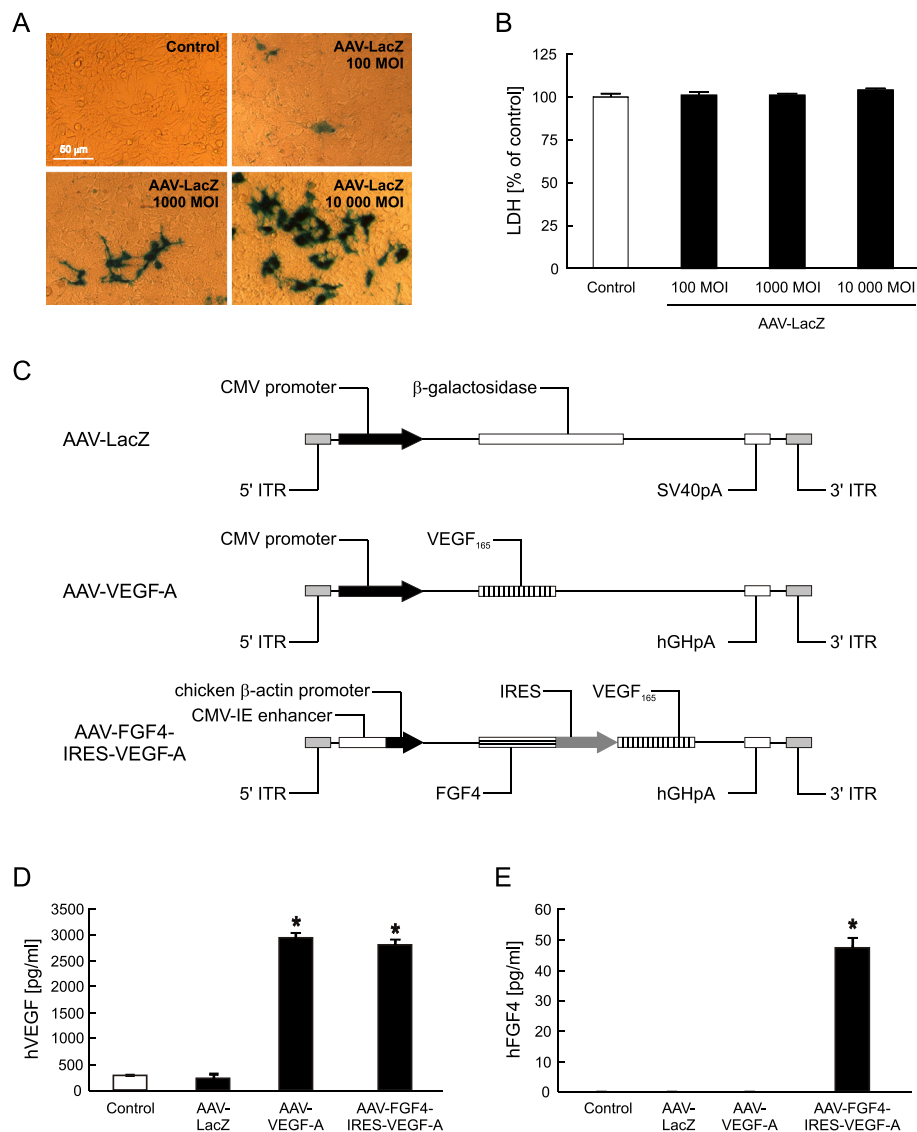 A
Control
AAV-LacZ
100 MOI
50 µm
AAV-LacZ
1000 MOI
AAV-LacZ
10 000 MOI
B
LDH [% of control]
125
100
75
50
25
0
Control
100 MOI
1000 MOI
10 000 MOI
AAV-LacZ
C
AAV-LacZ
CMV promoter
β-galactosidase
5' ITR
SV40pA
3' ITR
AAV-VEGF-A
CMV promoter
VEGF165
5' ITR
hGHpA
3' ITR
AAV-FGF4-
IRES-VEGF-A
chicken β-actin promoter
CMV-IE enhancer
IRES
VEGF165
5' ITR
FGF4
hGHpA
3' ITR
D
hVEGF [pg/ml]
3500
3000
2500
2000
1500
1000
500
0
*
*
Control
AAV-
LacZ
AAV-
VEGF-A
AAV-FGF4-
IRES-VEGF-A
E
hFGF4 [pg/ml]
60
50
40
30
20
10
0
*
Control
AAV-
LacZ
AAV-
VEGF-A
AAV-FGF4-
IRES-VEGF-A